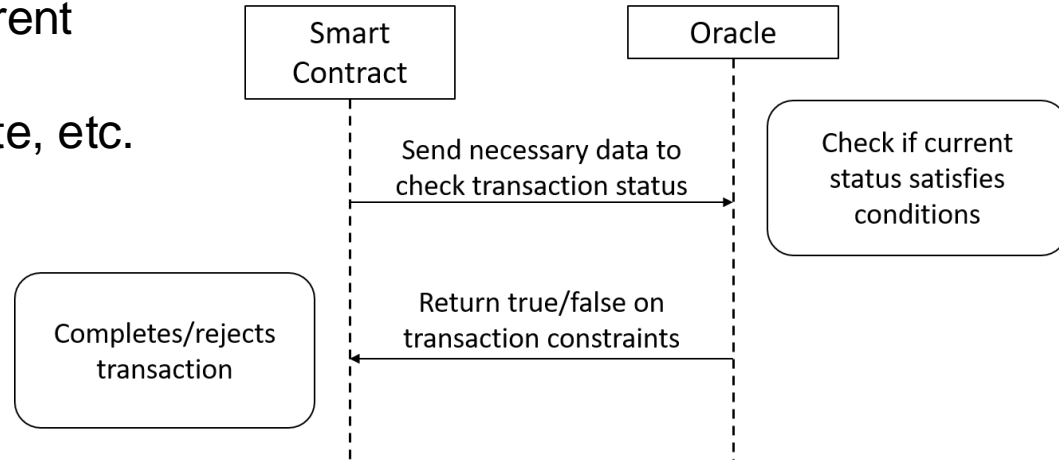 rent
te, etc.
Smart
Contract
Oracle
Send necessary data to
check transaction status
Check if current
status satisfies
conditions
Return true/false on
transaction constraints
Completes/rejects
transaction